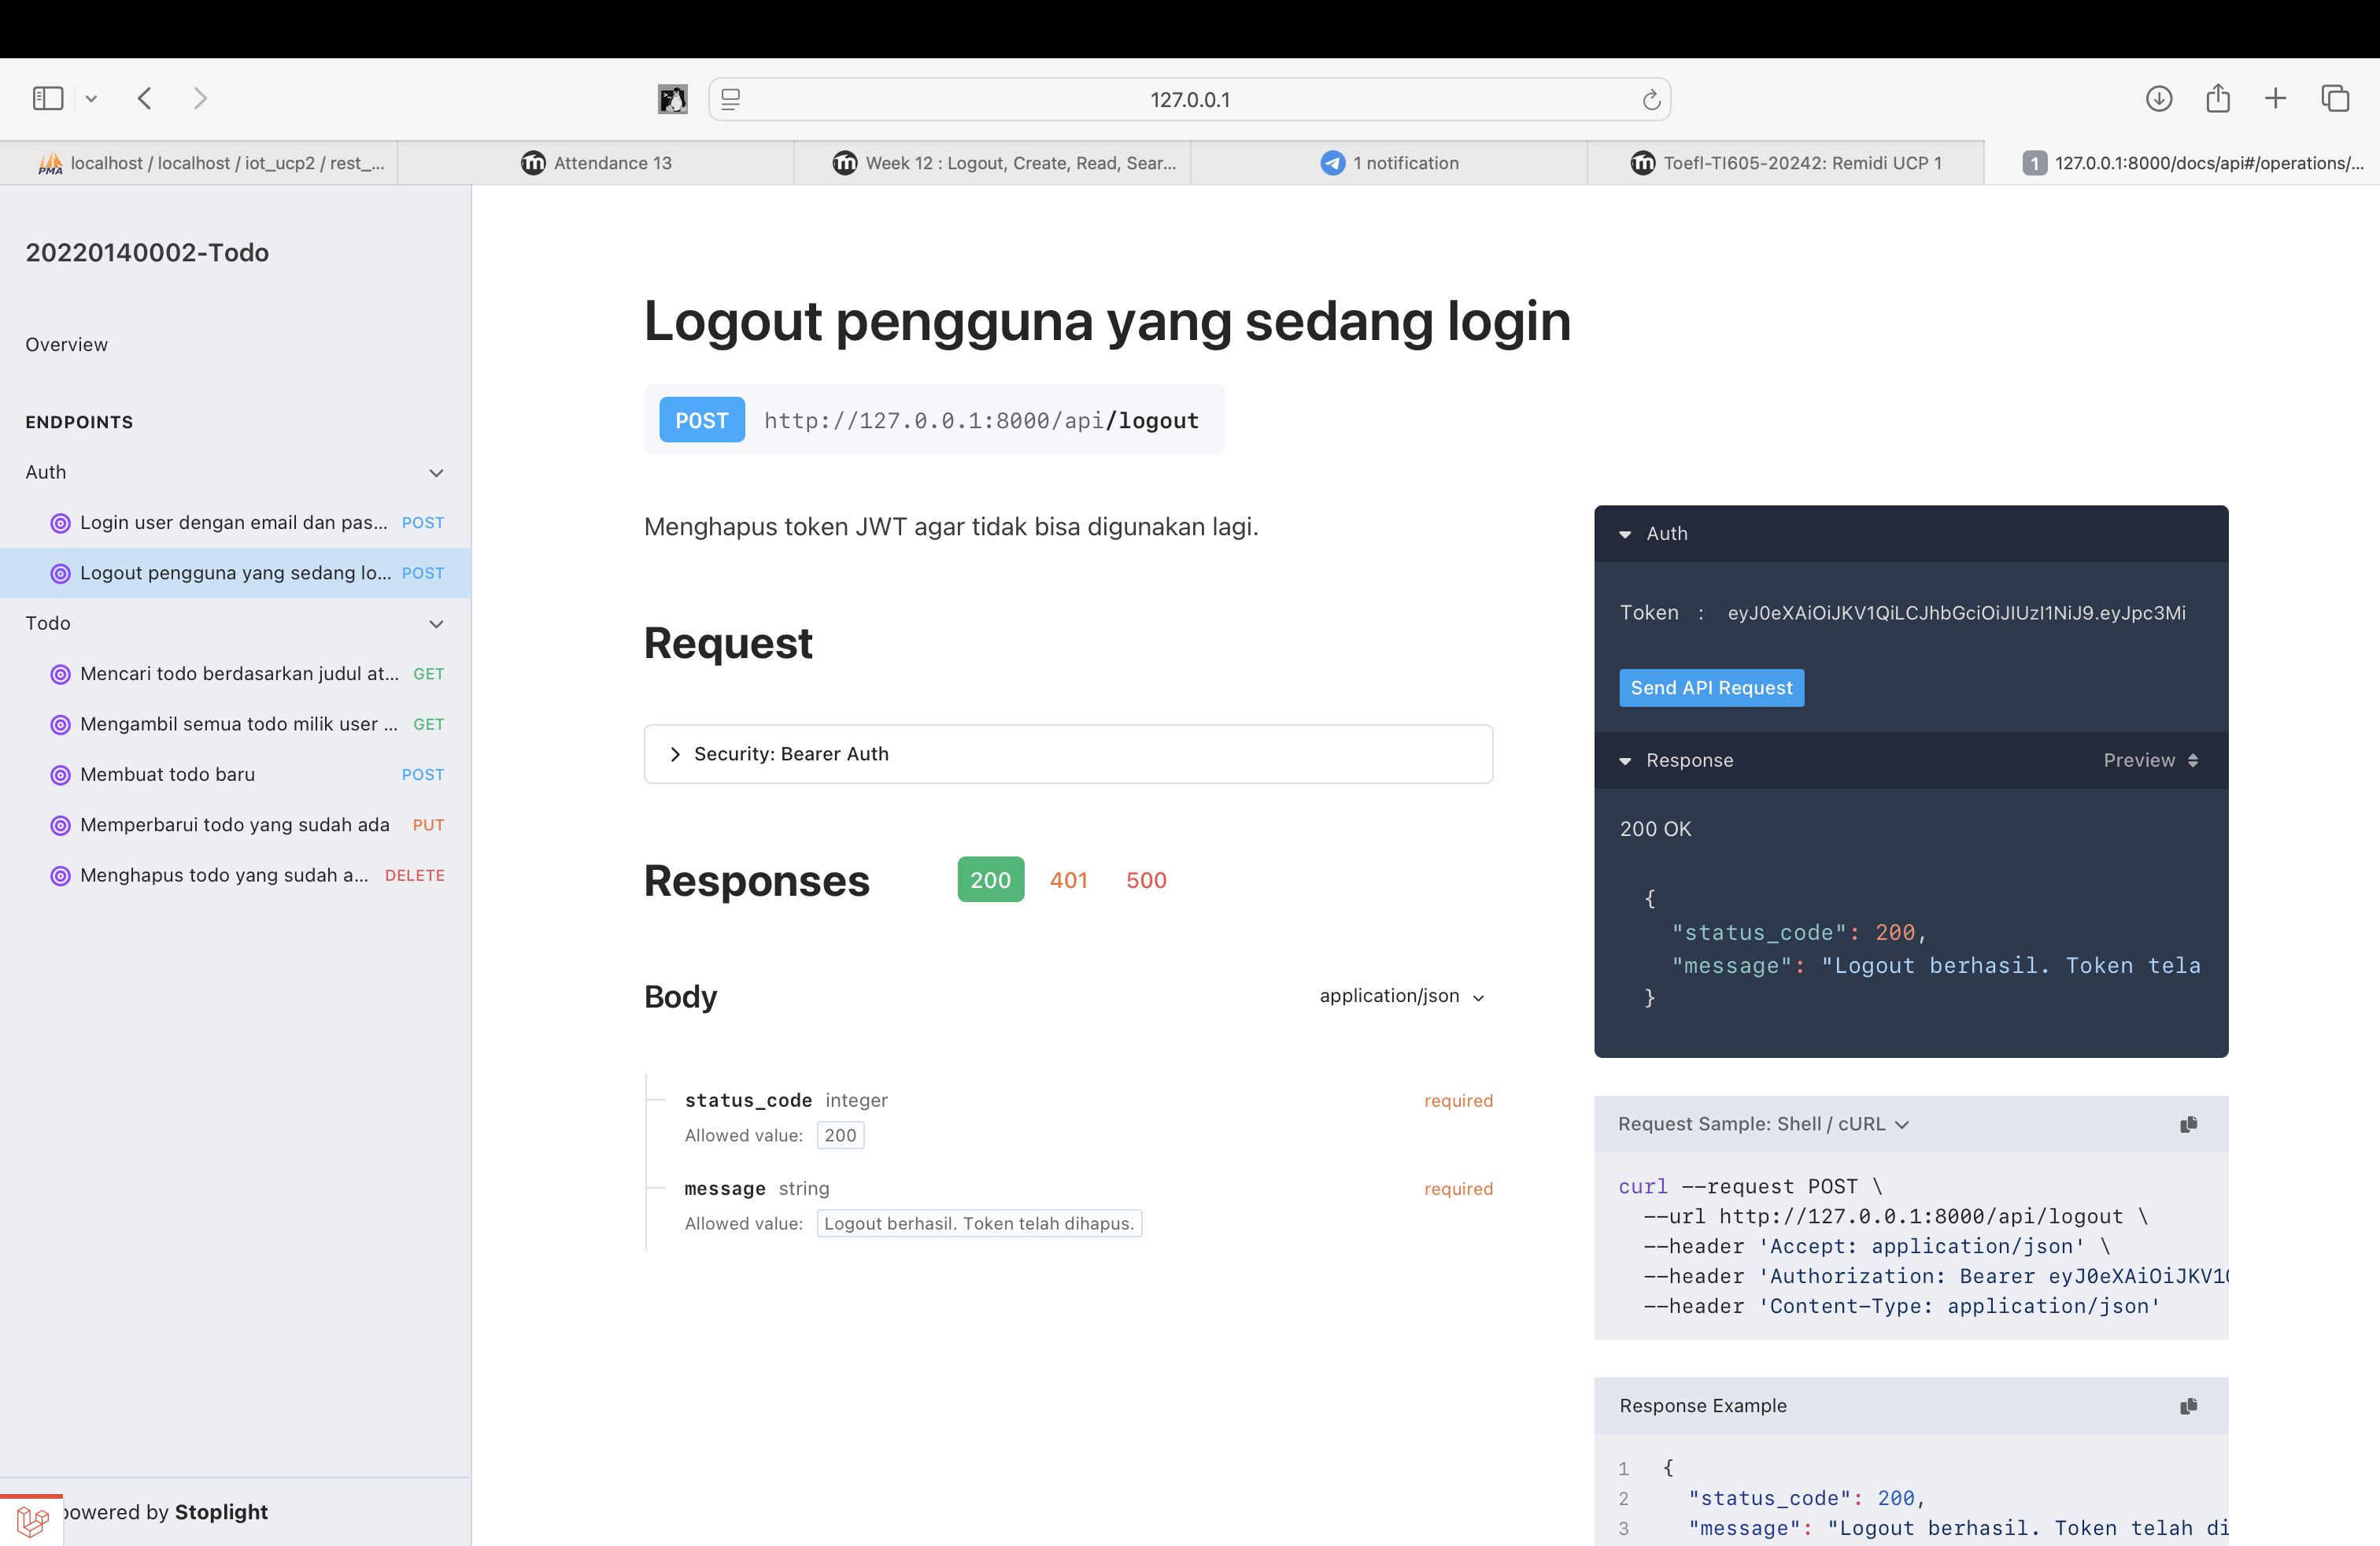 127.0.0.1
localhost / localhost / iot_ucp2 / rest_...
Attendance 13
Week 12 : Logout, Create, Read, Sear...
1 notification
Toefl-TI605-20242: Remidi UCP 1
1 127.0.0.1:8000/docs/api#/operations/...
20220140002-Todo
Overview
ENDPOINTS
Auth
Login user dengan email dan pas... POST
Logout pengguna yang sedang lo... POST
Todo
Mencari todo berdasarkan judul at... GET
Mengambil semua todo milik user ... GET
Membuat todo baru POST
Memperbarui todo yang sudah ada PUT
Menghapus todo yang sudah a... DELETE
powered by Stoplight
Logout pengguna yang sedang login
POST http://127.0.0.1:8000/api/logout
Menghapus token JWT agar tidak bisa digunakan lagi.
Request
Security: Bearer Auth
Responses 200 401 500
Body application/json
status_code integer required
Allowed value: 200
message string required
Allowed value: Logout berhasil. Token telah dihapus.
Auth
Token : eyJ0eXAiOiJKV1QiLCJhbGciOiJIUzI1NiJ9.eyJpc3Mi
Send API Request
Response Preview
200 OK
{
"status_code": 200,
"message": "Logout berhasil. Token tela
}
Request Sample: Shell / cURL
curl --request POST \
--url http://127.0.0.1:8000/api/logout \
--header 'Accept: application/json' \
--header 'Authorization: Bearer eyJ0eXAiOiJKV1Q
--header 'Content-Type: application/json'
Response Example
1 {
2 "status_code": 200,
3 "message": "Logout berhasil. Token telah di